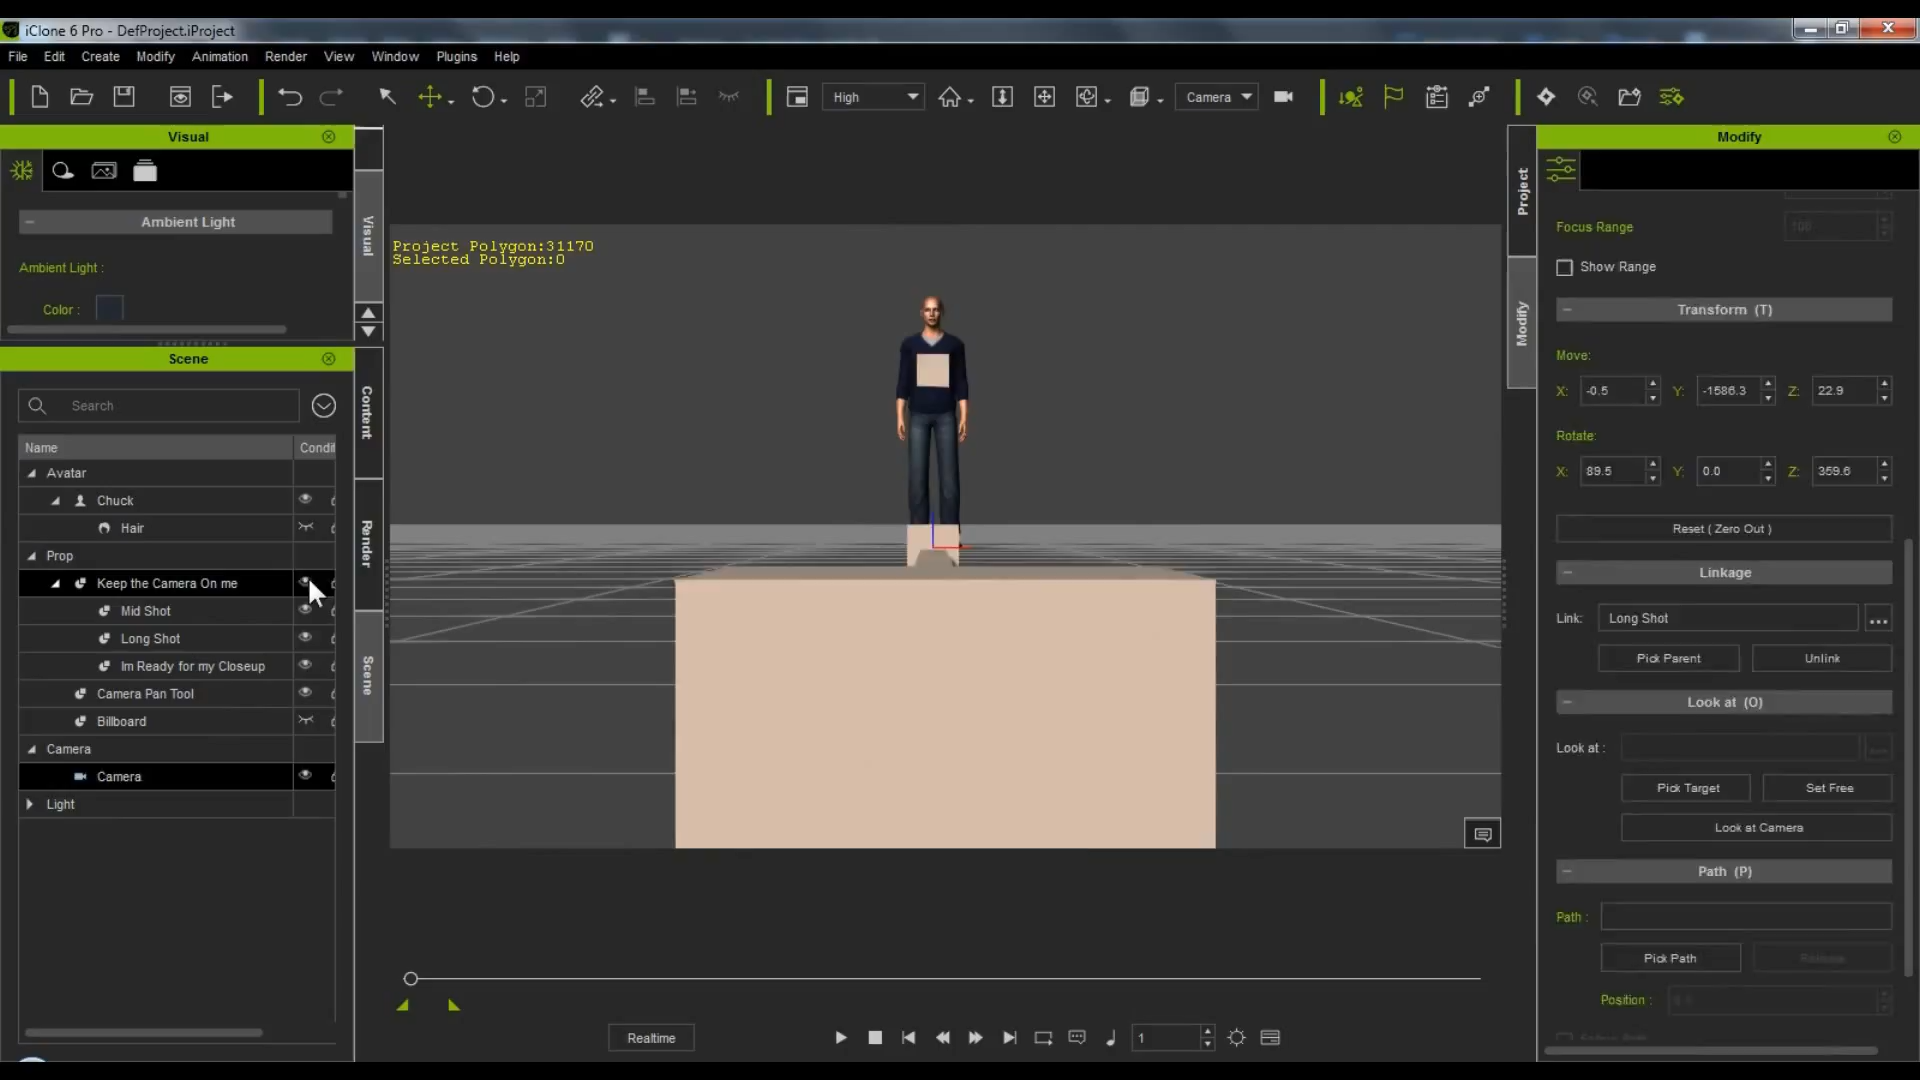 iClone 6 Pro - DefProject.iProject
File Edit Create Modify Animation Render View Window Plugins Help
High Camera
Visual
Ambient Light
Ambient Light :
Color :
Scene
Search
Name Condit
Avatar
Chuck
Hair
Prop
Keep the Camera On me
Mid Shot
Long Shot
Im Ready for my Closeup
Camera Pan Tool
Billboard
Camera
Camera
Light
Visual
Content
Render
Scene
Project Polygon:31170
Selected Polygon:0
Realtime
1
Project
Modify
Modify
Focus Range 100
Show Range
Transform (T)
Move:
X: -0.5 Y: -1586.3 Z: 22.9
Rotate:
X: 89.5 Y: 0.0 Z: 359.6
Reset ( Zero Out )
Linkage
Link: Long Shot ...
Pick Parent Unlink
Look at (O)
Look at :
Pick Target Set Free
Look at Camera
Path (P)
Path :
Pick Path
Position :